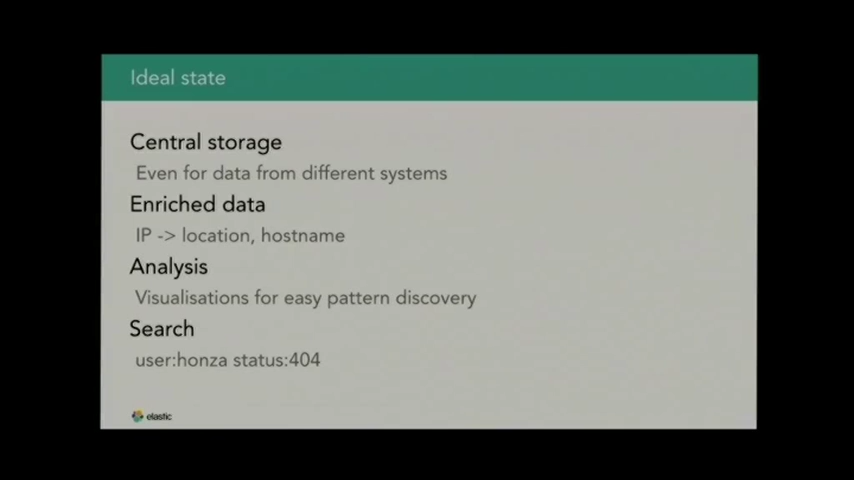 Ideal state
Central storage
Even for data from different systems
Enriched data
IP -> location, hostname
Analysis
Visualisations for easy pattern discovery
Search
user:honza status:404
elastic